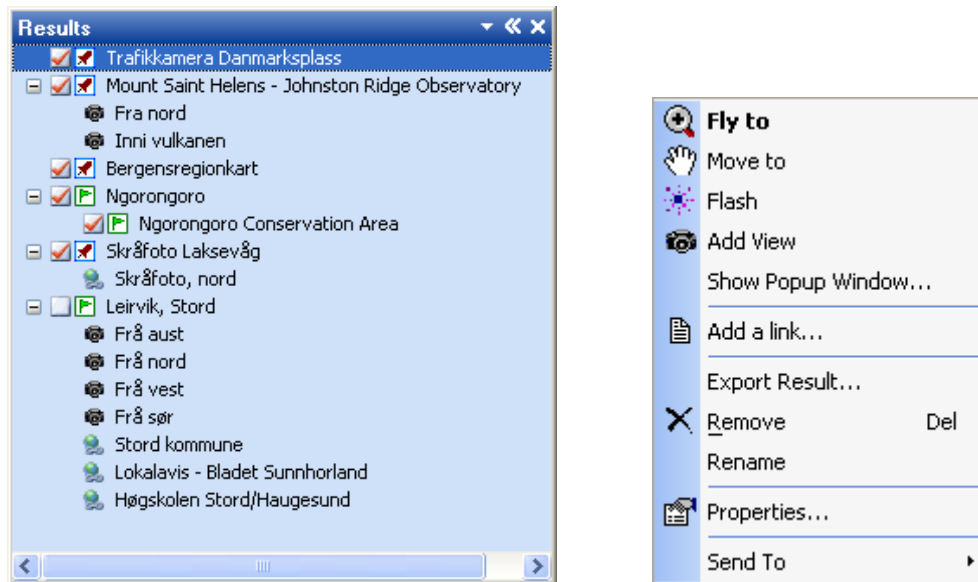 Results
Trafikkamera Danmarksplass
Mount Saint Helens - Johnston Ridge Observatory
Fra nord
Inni vulkanen
Bergensregionkart
Ngorongoro
Ngorongoro Conservation Area
Skråfoto Laksevåg
Skråfoto, nord
Leirvik, Stord
Frå aust
Frå nord
Frå vest
Frå sør
Stord kommune
Lokalavis - Bladet Sunnhorland
Høgskolen Stord/Haugesund
Fly to
Move to
Flash
Add View
Show Popup Window...
Add a link...
Export Result...
Remove Del
Rename
Properties...
Send To